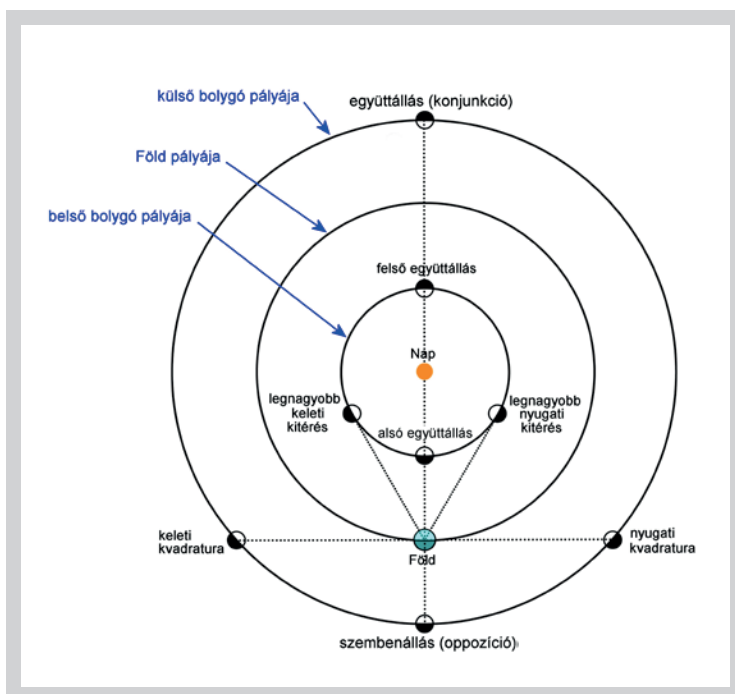 külső bolygó pályája
együttállás (konjunkció)
Föld pályája
belső bolygó pályája
felső együttállás
Nap
legnagyobb
keleti
kitérés
legnagyobb
nyugati
kitérés
alsó együttállás
keleti
kvadratura
Föld
nyugati
kvadratura
szembenállás (oppozíció)